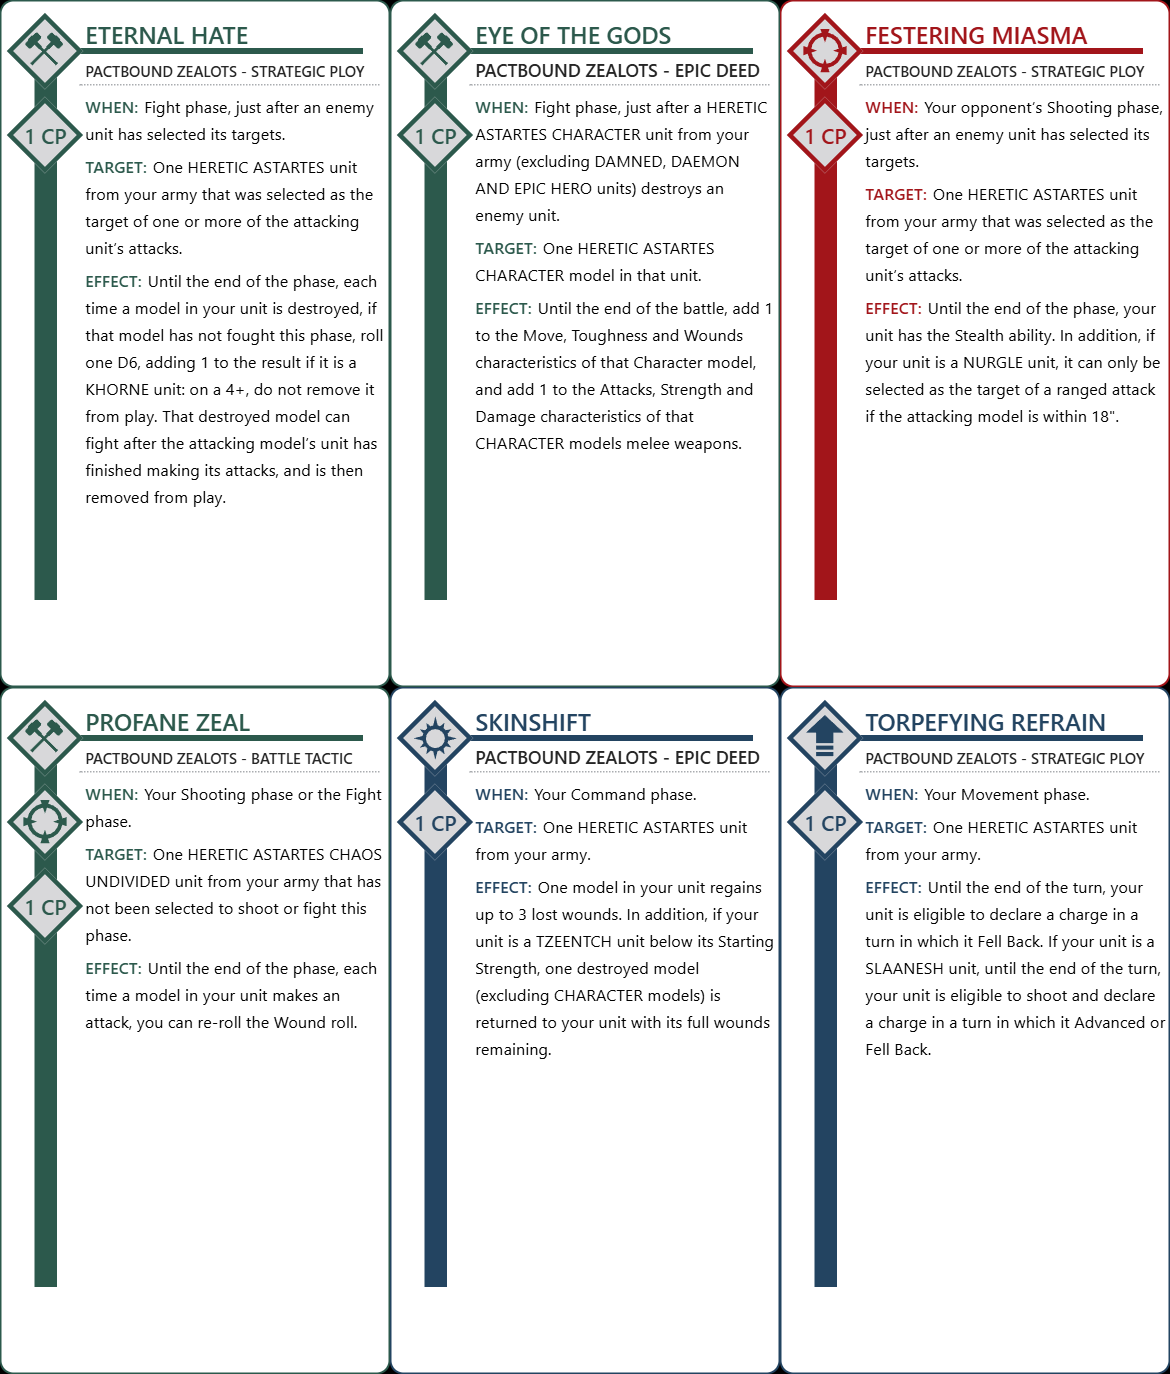 ETERNAL HATE
PACTBOUND ZEALOTS - STRATEGIC PLOY
1 CP
WHEN: Fight phase, just after an enemy
unit has selected its targets.
TARGET: One HERETIC ASTARTES unit
from your army that was selected as the
target of one or more of the attacking
unit's attacks.
EFFECT: Until the end of the phase, each
time a model in your unit is destroyed, if
that model has not fought this phase, roll
one D6, adding 1 to the result if it is a
KHORNE unit: on a 4+, do not remove it
from play. That destroyed model can
fight after the attacking model's unit has
finished making its attacks, and is then
removed from play.
EYE OF THE GODS
PACTBOUND ZEALOTS - EPIC DEED
1 CP
WHEN: Fight phase, just after a HERETIC
ASTARTES CHARACTER unit from your
army (excluding DAMNED, DAEMON
AND EPIC HERO units) destroys an
enemy unit.
TARGET: One HERETIC ASTARTES
CHARACTER model in that unit.
EFFECT: Until the end of the battle, add 1
to the Move, Toughness and Wounds
characteristics of that Character model,
and add 1 to the Attacks, Strength and
Damage characteristics of that
CHARACTER models melee weapons.
FESTERING MIASMA
PACTBOUND ZEALOTS - STRATEGIC PLOY
1 CP
WHEN: Your opponent's Shooting phase,
just after an enemy unit has selected its
targets.
TARGET: One HERETIC ASTARTES unit
from your army that was selected as the
target of one or more of the attacking
unit's attacks.
EFFECT: Until the end of the phase, your
unit has the Stealth ability. In addition, if
your unit is a NURGLE unit, it can only be
selected as the target of a ranged attack
if the attacking model is within 18".
PROFANE ZEAL
PACTBOUND ZEALOTS - BATTLE TACTIC
1 CP
WHEN: Your Shooting phase or the Fight
phase.
TARGET: One HERETIC ASTARTES CHAOS
UNDIVIDED unit from your army that has
not been selected to shoot or fight this
phase.
EFFECT: Until the end of the phase, each
time a model in your unit makes an
attack, you can re-roll the Wound roll.
SKINSHIFT
PACTBOUND ZEALOTS - EPIC DEED
1 CP
WHEN: Your Command phase.
TARGET: One HERETIC ASTARTES unit
from your army.
EFFECT: One model in your unit regains
up to 3 lost wounds. In addition, if your
unit is a TZEENTCH unit below its Starting
Strength, one destroyed model
(excluding CHARACTER models) is
returned to your unit with its full wounds
remaining.
TORPEFYING REFRAIN
PACTBOUND ZEALOTS - STRATEGIC PLOY
1 CP
WHEN: Your Movement phase.
TARGET: One HERETIC ASTARTES unit
from your army.
EFFECT: Until the end of the turn, your
unit is eligible to declare a charge in a
turn in which it Fell Back. If your unit is a
SLAANESH unit, until the end of the turn,
your unit is eligible to shoot and declare
a charge in a turn in which it Advanced or
Fell Back.